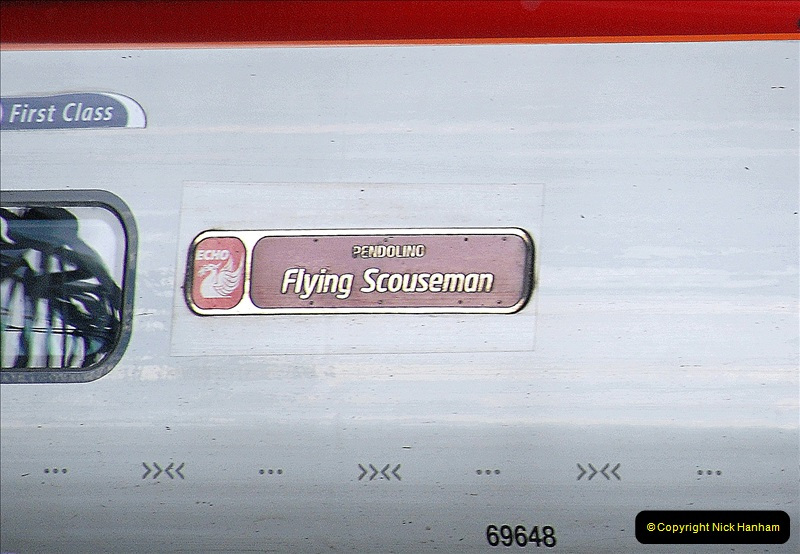 First Class
ECHO
PENDOLINO
Flying Scouseman
69648
©Copyright Nick Hanham